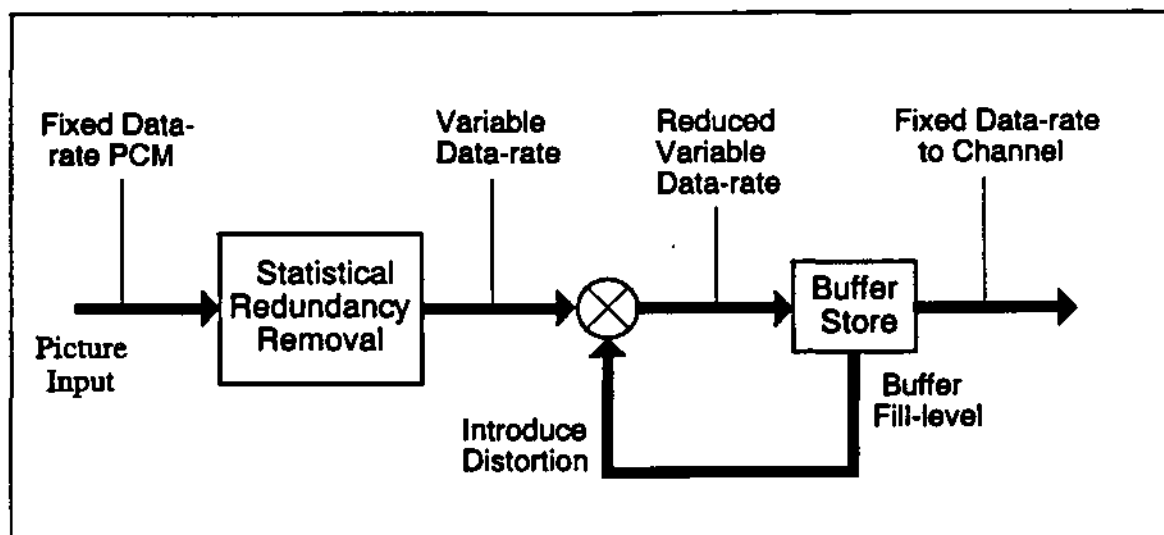 Fixed Data-
rate PCM
Variable
Data-rate
Reduced
Variable
Data-rate
Fixed Data-rate
to Channel
Statistical
Redundancy
Removal
Buffer
Store
Picture
Input
Buffer
Fill-level
Introduce
Distortion